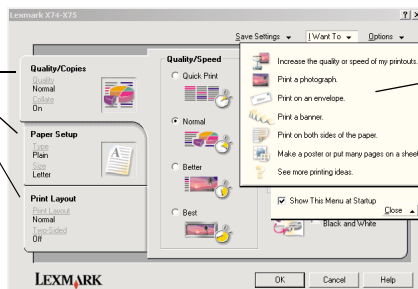 Lexmark X74-X75
Save Settings
I Want To
Options
Quality/Copies
Quality
Normal
Collate
On
Paper Setup
Type
Plain
Size
Letter
Print Layout
Print Layout
Normal
Two Sided
Off
Quality/Speed
Quick Print
Normal
Better
Best
Increase the quality or speed of my printouts.
Print a photograph.
Print on an envelope.
Print a banner.
Print on both sides of the paper.
Make a poster or put many pages on a sheet
See more printing ideas.
Show This Menu at Startup
Close
Black and White
LEXMARK
OK
Cancel
Help